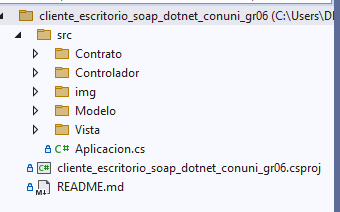 cliente_escritorio_soap_dotnet_conuni_gr06 (C:\Users\D
src
Contrato
Controlador
img
Modelo
Vista
C# Aplicacion.cs
C# cliente_escritorio_soap_dotnet_conuni_gr06.csproj
M↓ README.md